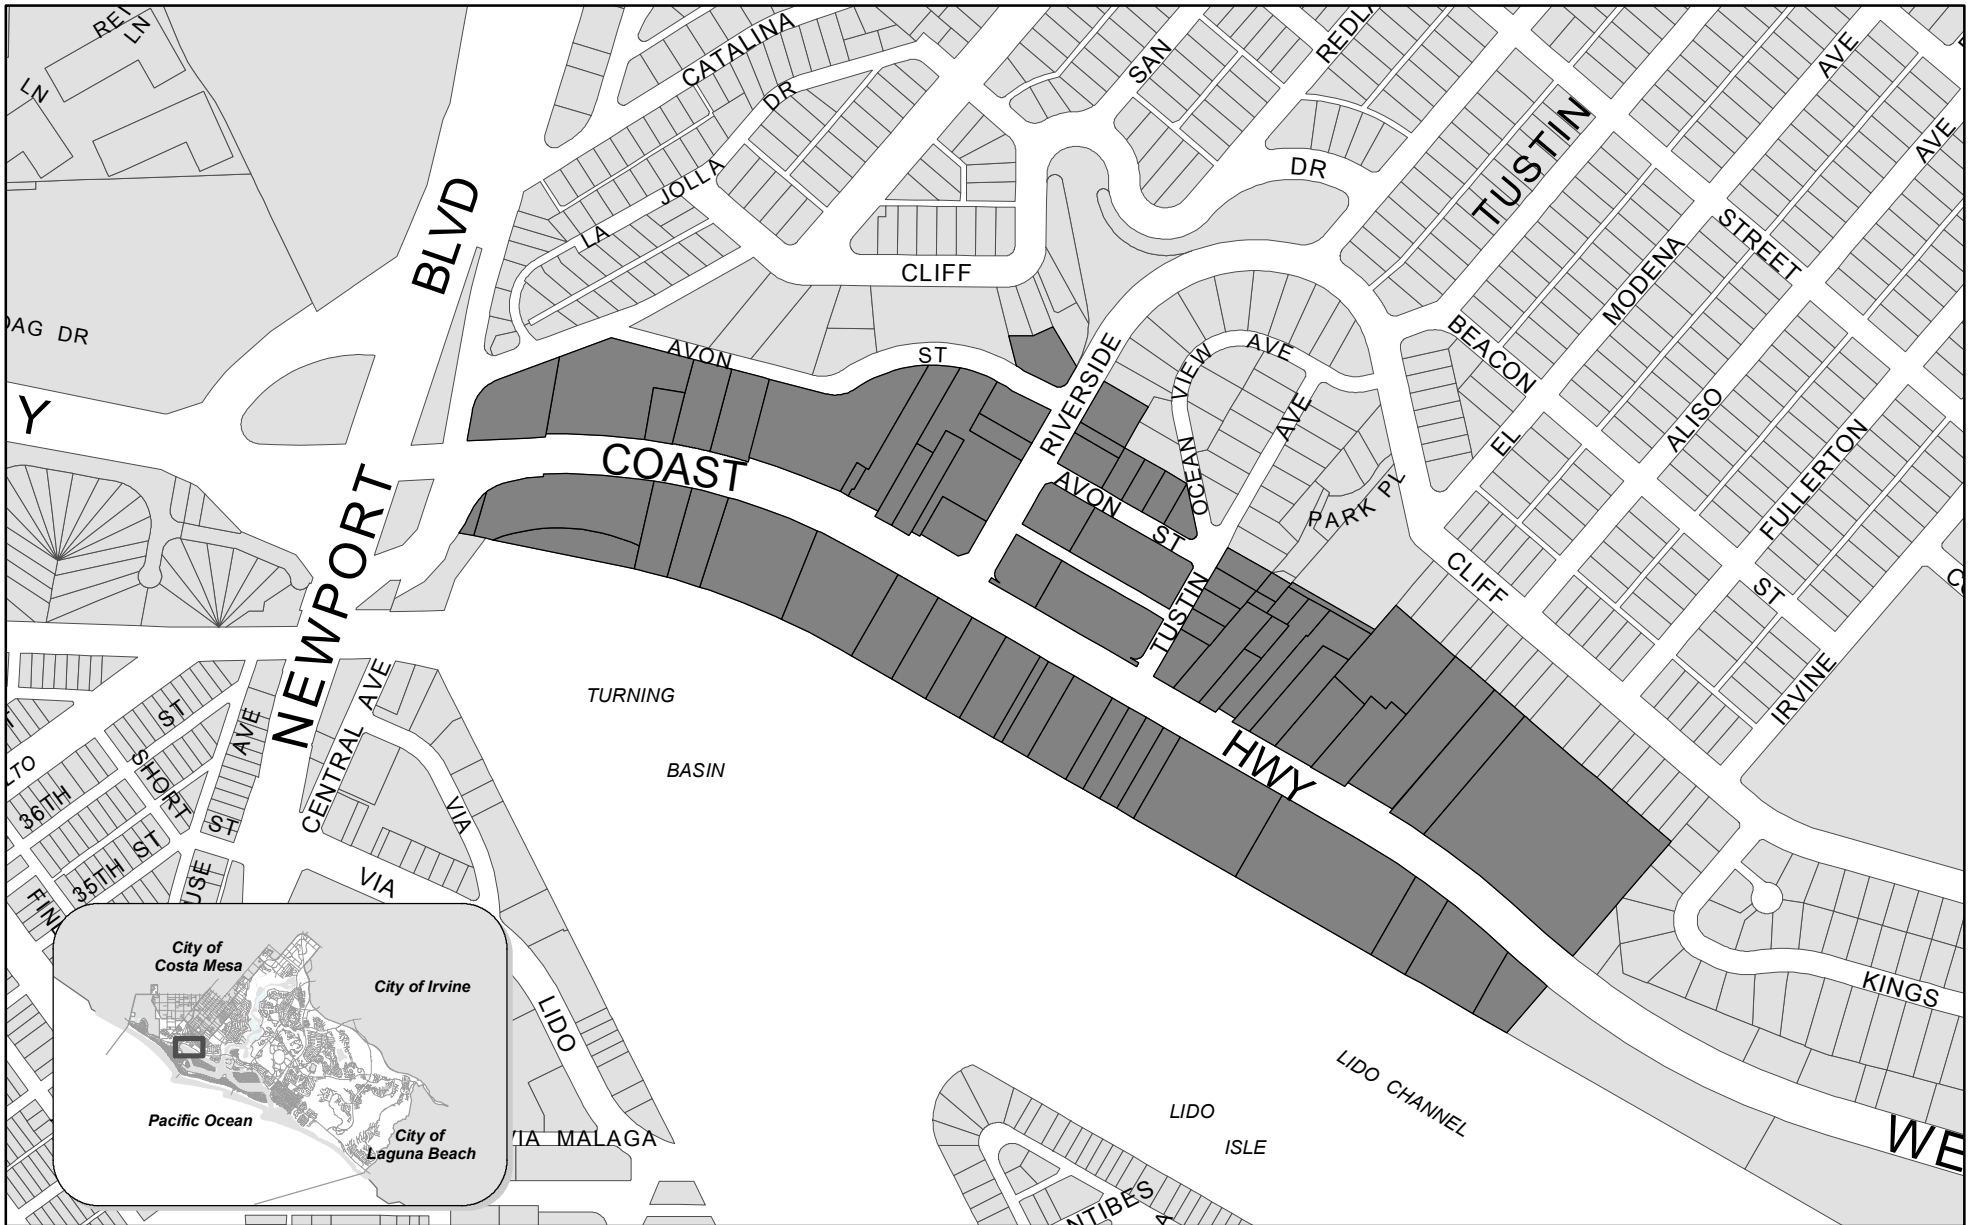 LN
LN
CATALINA
DR
SAN
AVE
BLVD
JOLLA
LA
CLIFF
DR
TUSTIN
STREET
AVE
MODENA
BEACON
DR
Y
AVON
ST
RIVERSIDE
OCEAN VIEW AVE
AVE
COAST
AVON
ST
TUSTIN
PARK PL
EL
ALISO
FULLERTON
ST
CLIFF
IRVINE
NEWPORT
CENTRAL AVE
AVE
ST
SHORT
ST
36TH
35TH ST
VIA
VIA
LIDO
VIA MALAGA
TURNING
BASIN
HWY
KINGS
LIDO
ISLE
LIDO CHANNEL
WE
NTIBES
City of
Costa Mesa
City of Irvine
Pacific Ocean
City of
Laguna Beach